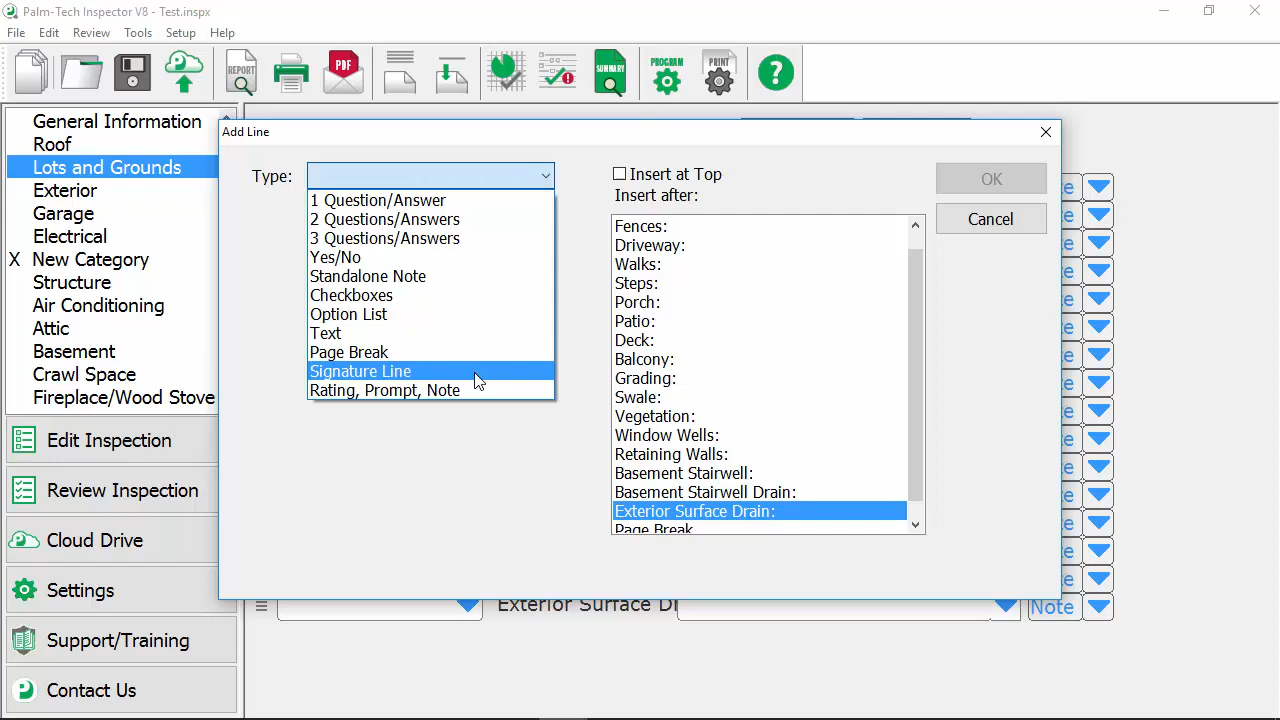 Palm-Tech Inspector V8 - Test.inspx
File Edit Review Tools Setup Help
REPORT
PDF
SUMMARY
PROGRAM
PRINT
?
General Information
Roof
Lots and Grounds
Exterior
Garage
Electrical
X New Category
Structure
Air Conditioning
Attic
Basement
Crawl Space
Fireplace/Wood Stove
Edit Inspection
Review Inspection
Cloud Drive
Settings
Support/Training
Contact Us
Add Line
Type:
1 Question/Answer
2 Questions/Answers
3 Questions/Answers
Yes/No
Standalone Note
Checkboxes
Option List
Text
Page Break
Signature Line
Rating, Prompt, Note
Insert at Top
Insert after:
Fences:
Driveway:
Walks:
Steps:
Porch:
Patio:
Deck:
Balcony:
Grading:
Swale:
Vegetation:
Window Wells:
Retaining Walls:
Basement Stairwell:
Basement Stairwell Drain:
Exterior Surface Drain:
Page Break
OK
Cancel
Exterior Surface
Note